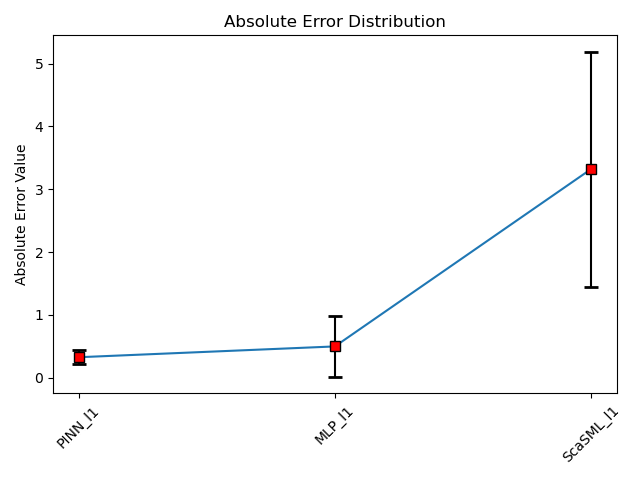 Absolute Error Distribution
Absolute Error Value
5
4
3
2
1
0
PINN_l1
MLP_l1
ScaSML_l1